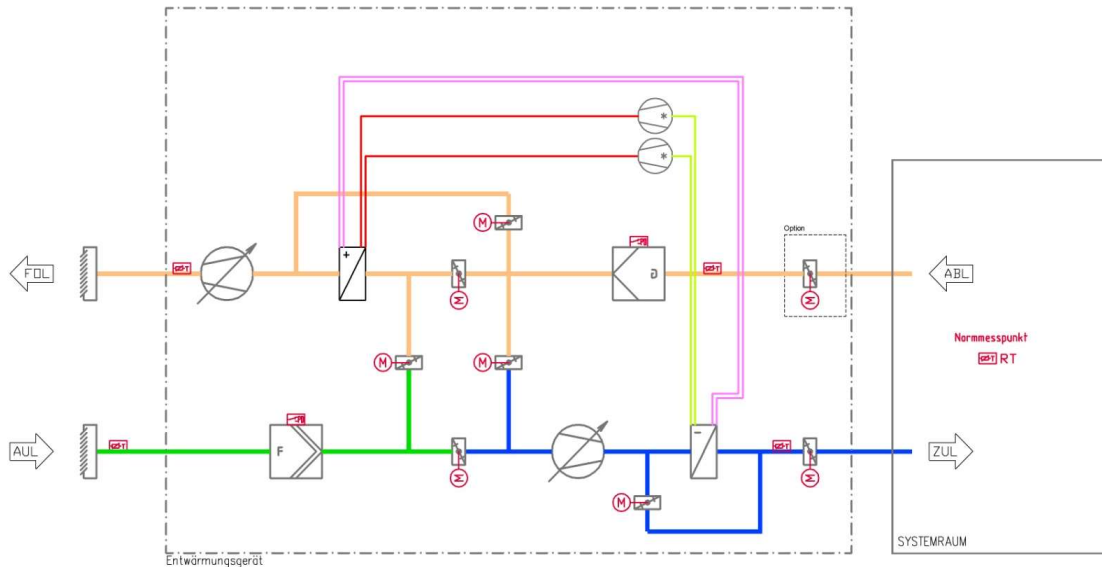 M
Option
+
FOL
M
G
ABL
M
M
Normmesspunkt
RT
M
M
AUL
F
-
ZUL
M
M
M
SYSTEMRAUM
Entwärmungsgerät